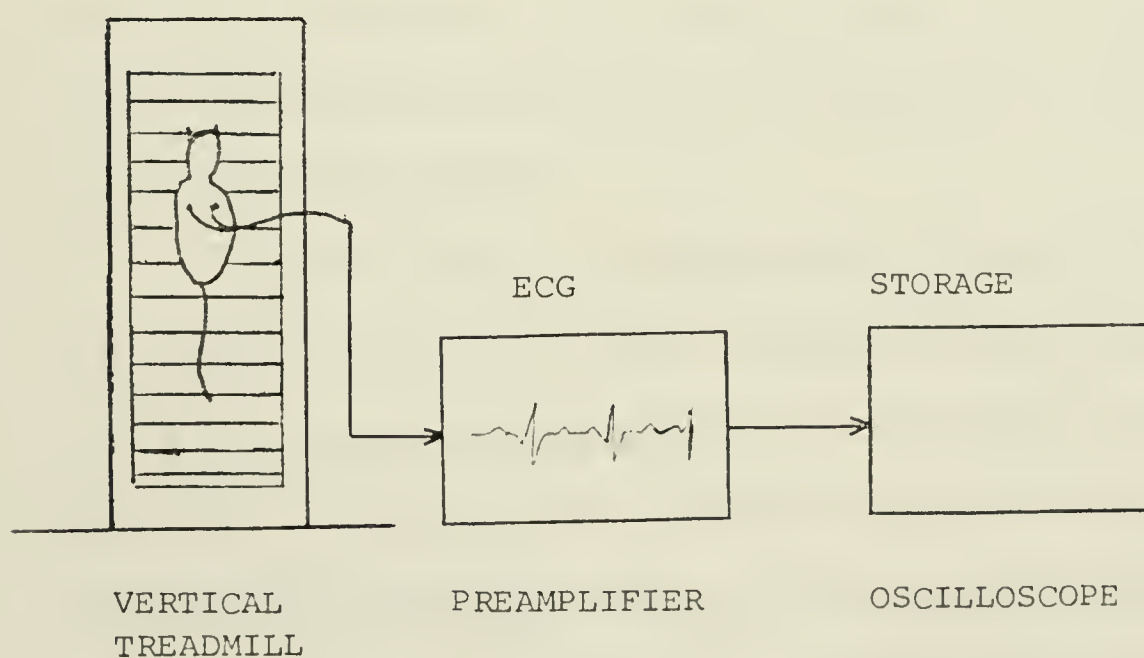 ECG
STORAGE
VERTICAL
TREADMILL
PREAMPLIFIER
OSCILLOSCOPE